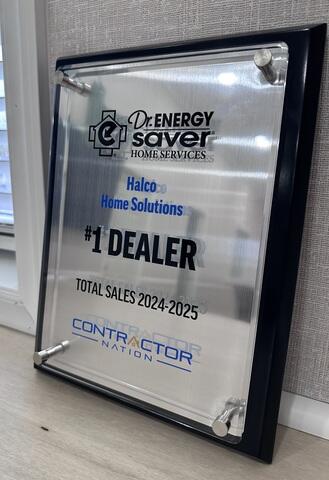 Dr. ENERGY
saver®
HOME SERVICES
Halco
Home Solutions
#1 DEALER
TOTAL SALES 2024-2025
CONTRACTOR
NATION